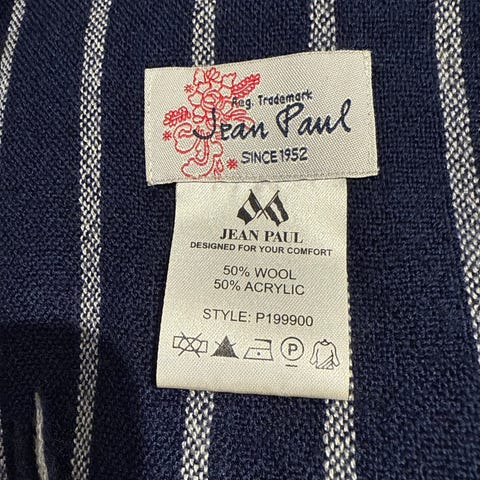 Reg. Trademark
Jean Paul
SINCE 1952
JEAN PAUL
DESIGNED FOR YOUR COMFORT
50% WOOL
50% ACRYLIC
STYLE: P199900
P